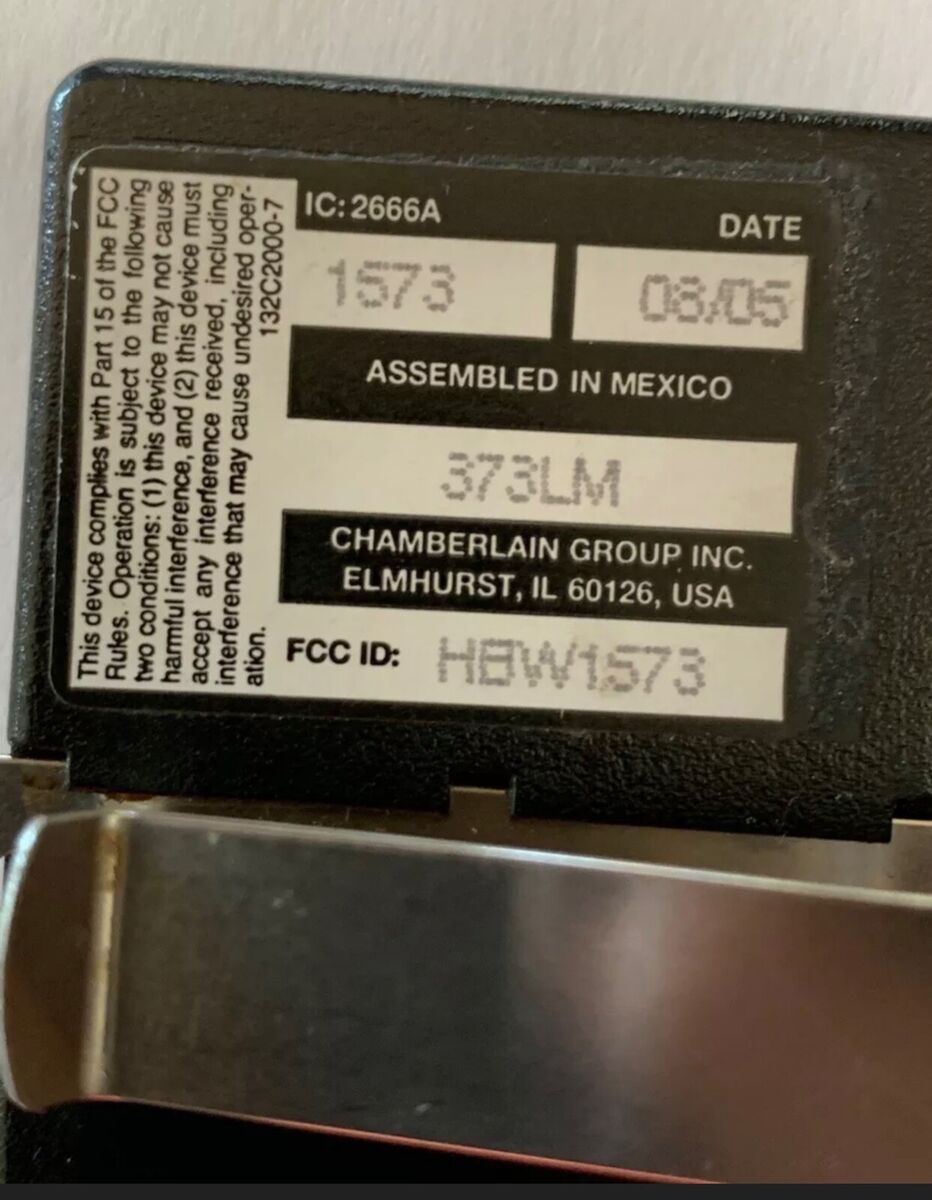 This device complies with Part 15 of the FCC
Rules. Operation is subject to the following
two conditions: (1) this device may not cause
harmful interference, and (2) this device must
accept any interference received, including
interference that may cause undesired oper-
ation.
132C2000-7
IC: 2666A
DATE
1573
08/05
ASSEMBLED IN MEXICO
373LM
CHAMBERLAIN GROUP, INC.
ELMHURST, IL 60126, USA
FCC ID: HBW1573